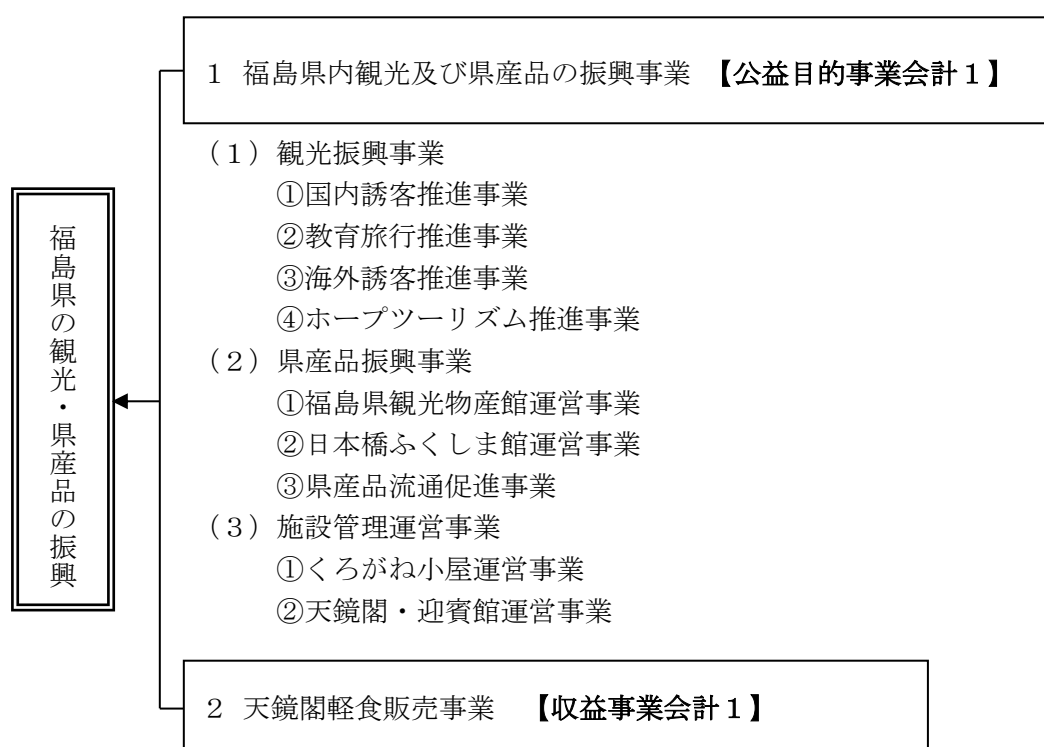 福島県の観光・県産品の振興
１ 福島県内観光及び県産品の振興事業 【公益目的事業会計１】
（１）観光振興事業
①国内誘客推進事業
②教育旅行推進事業
③海外誘客推進事業
④ホープツーリズム推進事業
（２）県産品振興事業
①福島県観光物産館運営事業
②日本橋ふくしま館運営事業
③県産品流通促進事業
（３）施設管理運営事業
①くろがね小屋運営事業
②天鏡閣・迎賓館運営事業
２ 天鏡閣軽食販売事業 【収益事業会計１】